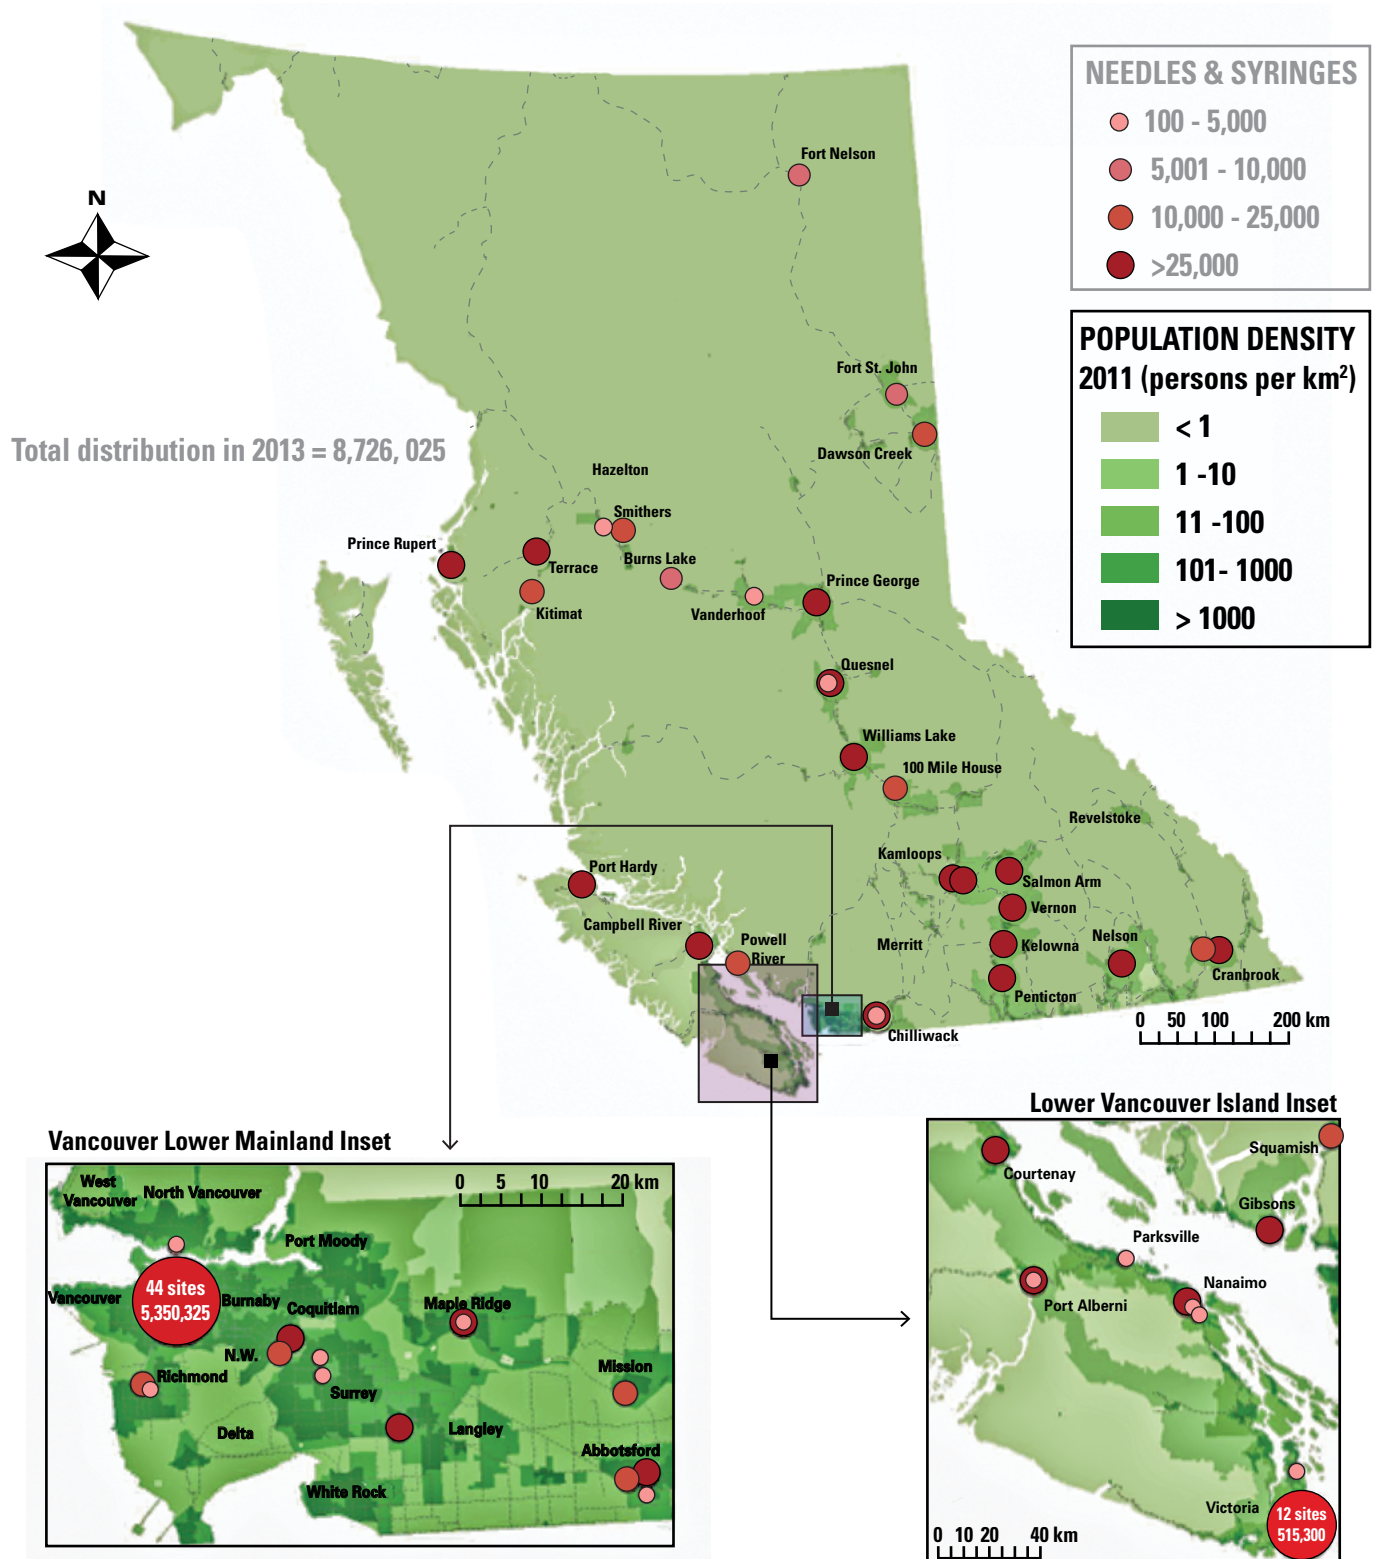 NEEDLES & SYRINGES
100 - 5,000
5,001 - 10,000
10,000 - 25,000
>25,000
POPULATION DENSITY
2011 (persons per km²)
< 1
1 -10
11 -100
101- 1000
> 1000
N
Total distribution in 2013 = 8,726, 025
Fort Nelson
Fort St. John
Dawson Creek
Hazelton
Smithers
Prince Rupert
Terrace
Burns Lake
Kitimat
Vanderhoof
Prince George
Quesnel
Williams Lake
100 Mile House
Revelstoke
Kamloops
Salmon Arm
Port Hardy
Vernon
Campbell River
Powell
River
Merritt
Kelowna
Nelson
Cranbrook
Penticton
Chilliwack
0 50 100 200 km
Vancouver Lower Mainland Inset
West
Vancouver
North Vancouver
0 5 10 20 km
Port Moody
44 sites
5,350,325
Vancouver
Burnaby
Coquitlam
Maple Ridge
N.W.
Richmond
Surrey
Mission
Delta
Langley
Abbotsford
White Rock
Lower Vancouver Island Inset
Squamish
Courtenay
Gibsons
Parksville
Nanaimo
Port Alberni
Victoria
12 sites
515,300
0 10 20 40 km